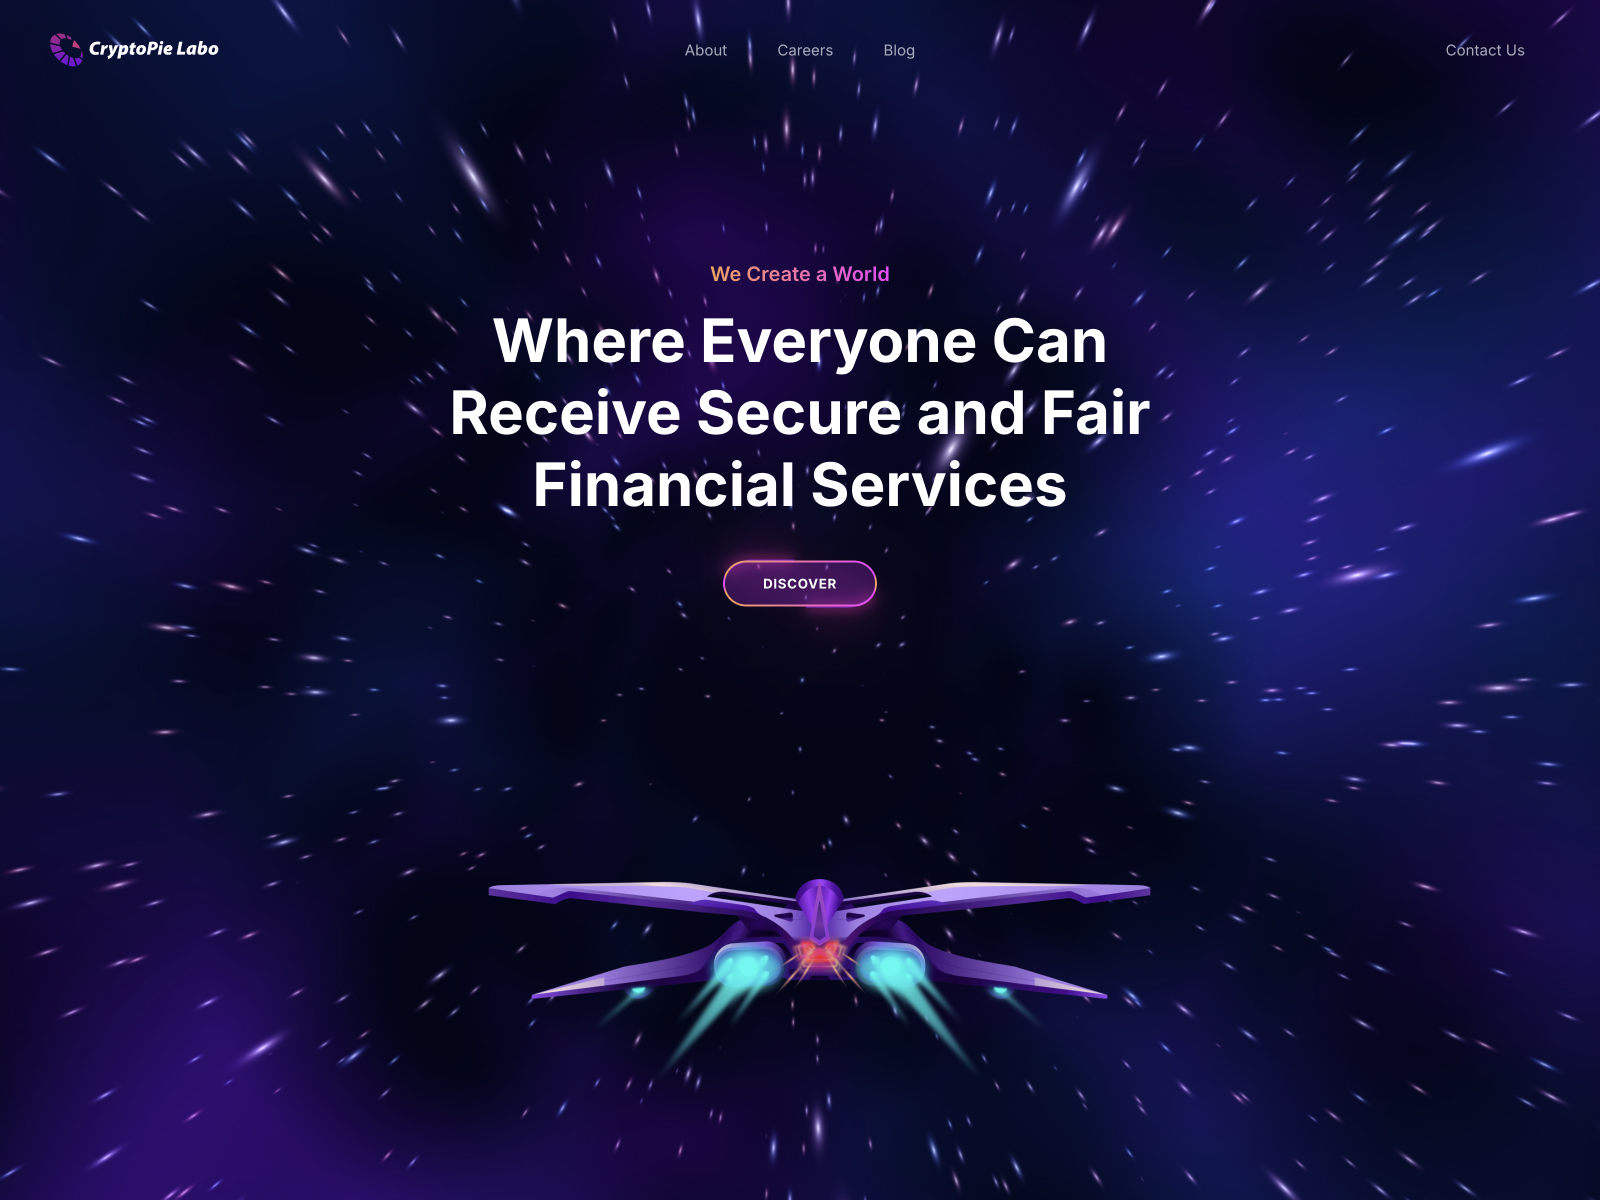 CryptoPie Labo
About
Careers
Blog
Contact Us
We Create a World
Where Everyone Can
Receive Secure and Fair
Financial Services
DISCOVER